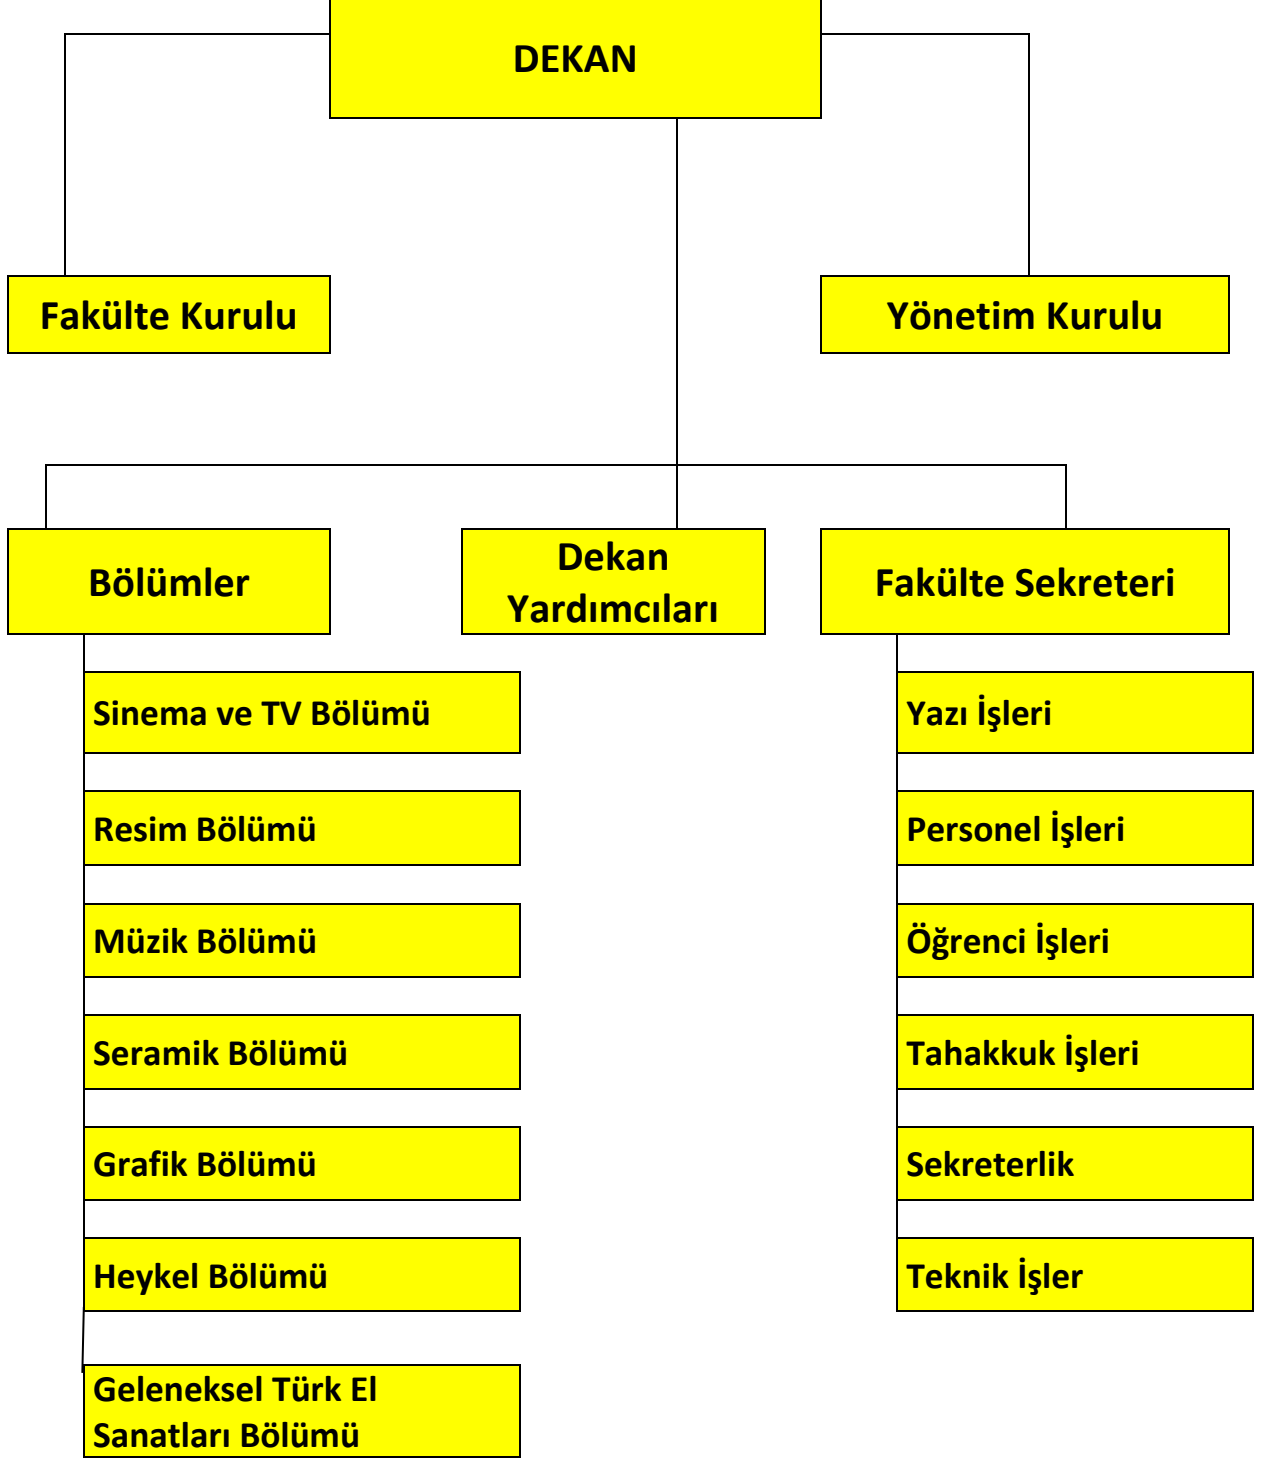 DEKAN
Fakülte Kurulu
Yönetim Kurulu
Bölümler
Dekan
Yardımcıları
Fakülte Sekreteri
Sinema ve TV Bölümü
Yazı İşleri
Resim Bölümü
Personel İşleri
Müzik Bölümü
Öğrenci İşleri
Seramik Bölümü
Tahakkuk İşleri
Grafik Bölümü
Sekreterlik
Heykel Bölümü
Teknik İşler
Geleneksel Türk El
Sanatları Bölümü